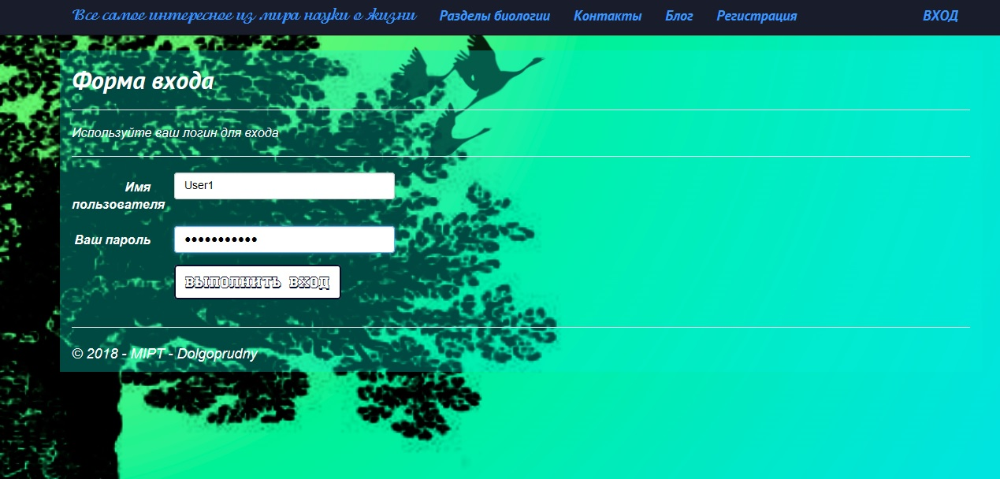 Все самое интересное из мира науки о жизни Разделы биологии Контакты Блог Регистрация ВХОД
Форма входа
Используйте ваш логин для входа
Имя пользователя
User1
Ваш пароль
•••••••••••
ВЫПОЛНИТЬ ВХОД
© 2018 - MIPT - Dolgoprudny